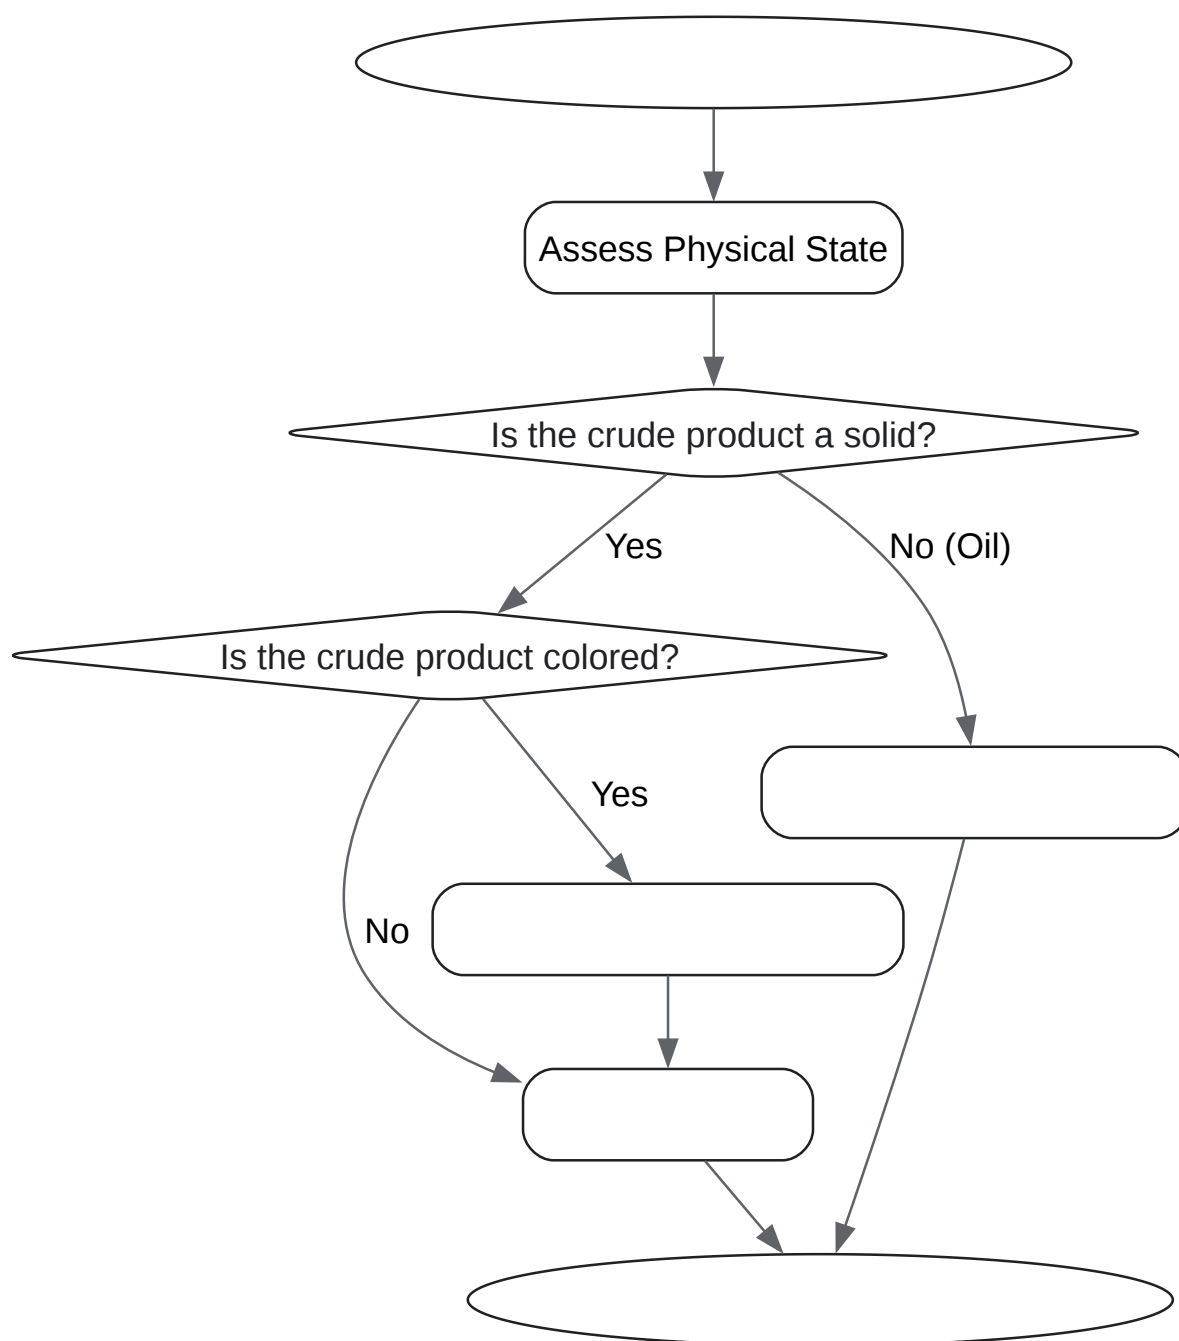 Assess Physical State
Is the crude product a solid?
Yes
No (Oil)
Is the crude product colored?
Yes
No